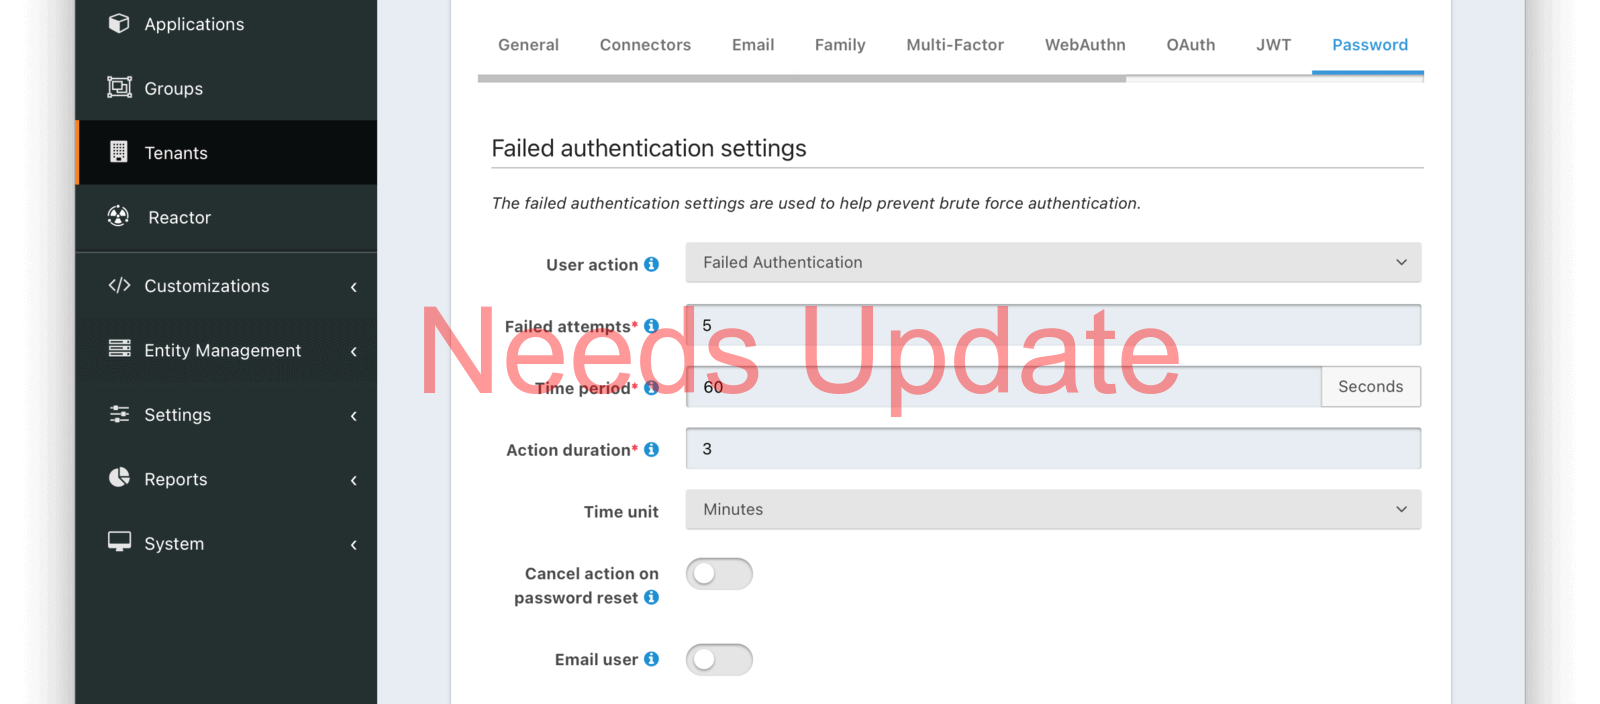 Applications
Groups
Tenants
Reactor
Customizations
Entity Management
Settings
Reports
System
General Connectors Email Family Multi-Factor WebAuthn OAuth JWT Password
Failed authentication settings
The failed authentication settings are used to help prevent brute force authentication.
User action Failed Authentication
Failed attempts* 5
Time period* 60 Seconds
Action duration* 3
Time unit Minutes
Cancel action on
password reset
Email user
Needs Update